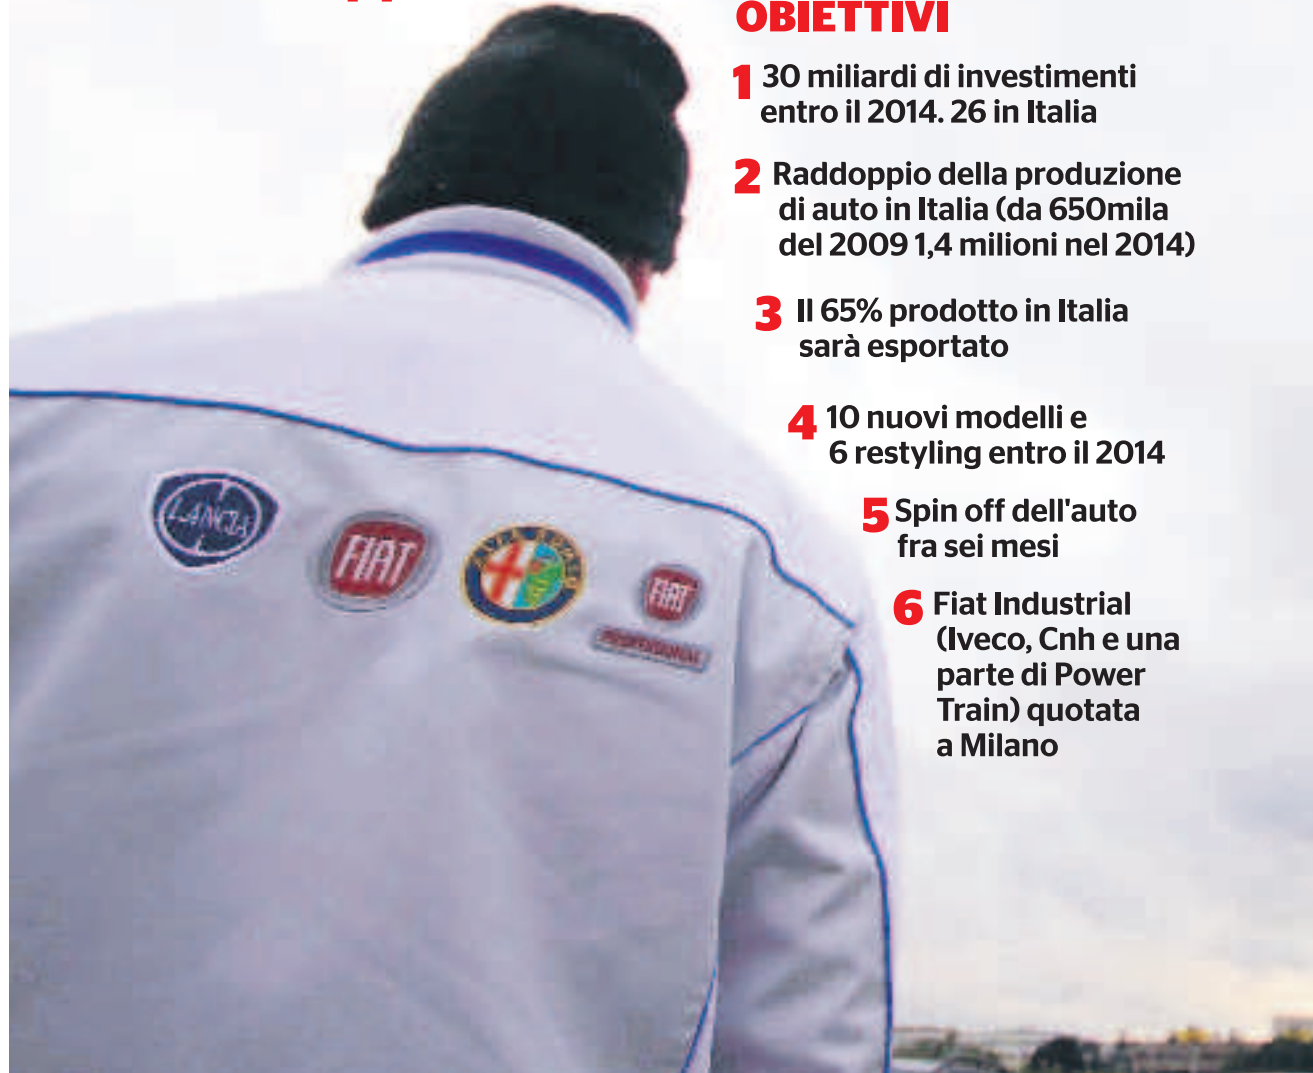 OBIETTIVI
1 30 miliardi di investimenti
entro il 2014. 26 in Italia
2 Raddoppio della produzione
di auto in Italia (da 650mila
del 2009 1,4 milioni nel 2014)
3 Il 65% prodotto in Italia
sarà esportato
4 10 nuovi modelli e
6 restyling entro il 2014
5 Spin off dell'auto
fra sei mesi
6 Fiat Industrial
(Iveco, Cnh e una
parte di Power
Train) quotata
a Milano
LANCIA
FIAT
ALFA ROMEO
FIAT
PROFESSIONAL